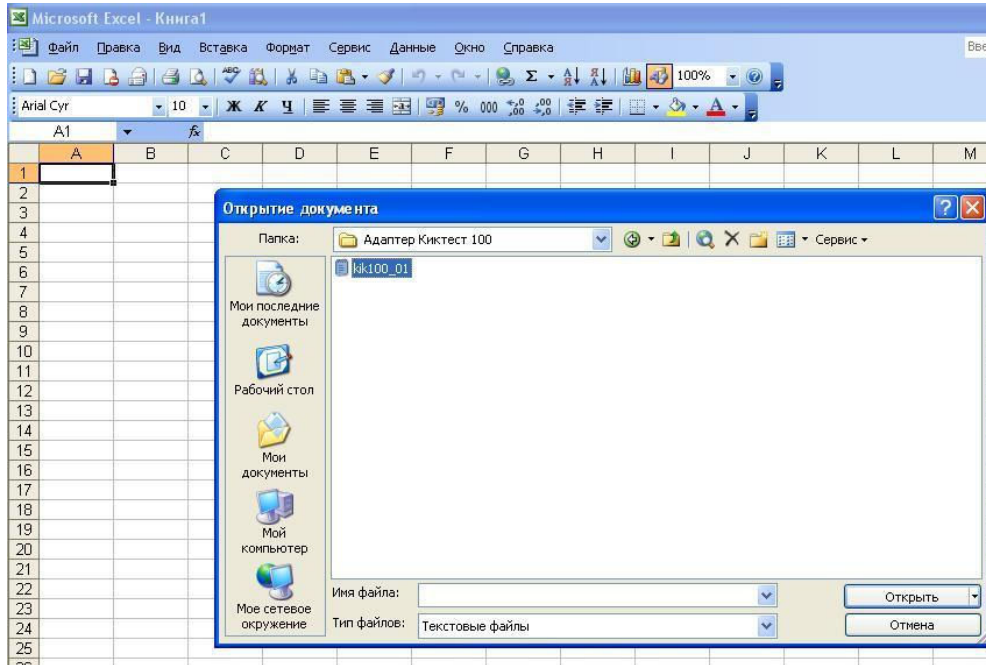 Microsoft Excel - Книга1
Файл Правка Вид Вставка Формат Сервис Данные Окно Справка
100%
Arial Cyr 10 Ж К Ч % 000
A1 fx
A B C D E F G H I J K L M
1
2
3
4
5
6
7
8
9
10
11
12
13
14
15
16
17
18
19
20
21
22
23
24
25
Открытие документа
Папка: Адаптер Киктест 100 Сервис
kik100_01
Мои последние
документы
Рабочий стол
Мои
документы
Мой
компьютер
Мое сетевое
окружение
Имя файла: Открыть
Тип файлов: Текстовые файлы Отмена